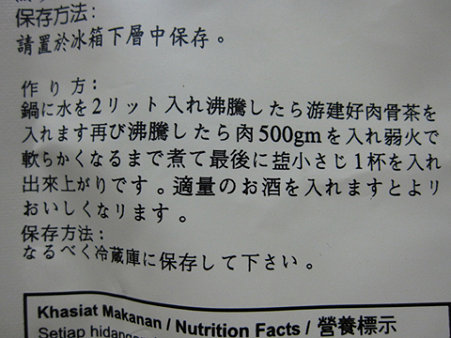 保存方法:
請置於冰箱下層中保存。
作り方:
鍋に水を2リット入れ沸騰したら游建好肉骨茶を
入れます再び沸騰したら肉500gmを入れ弱火で
軟らかくなるまで煮て最後に益小さじ1杯を入れ
出來上がりです。適量のお酒を入れますとより
おいしくなります。
保存方法:
なるべく冷蔵庫に保存して下さい。
Khasiat Makanan / Nutrition Facts / 營養標示
Setiap